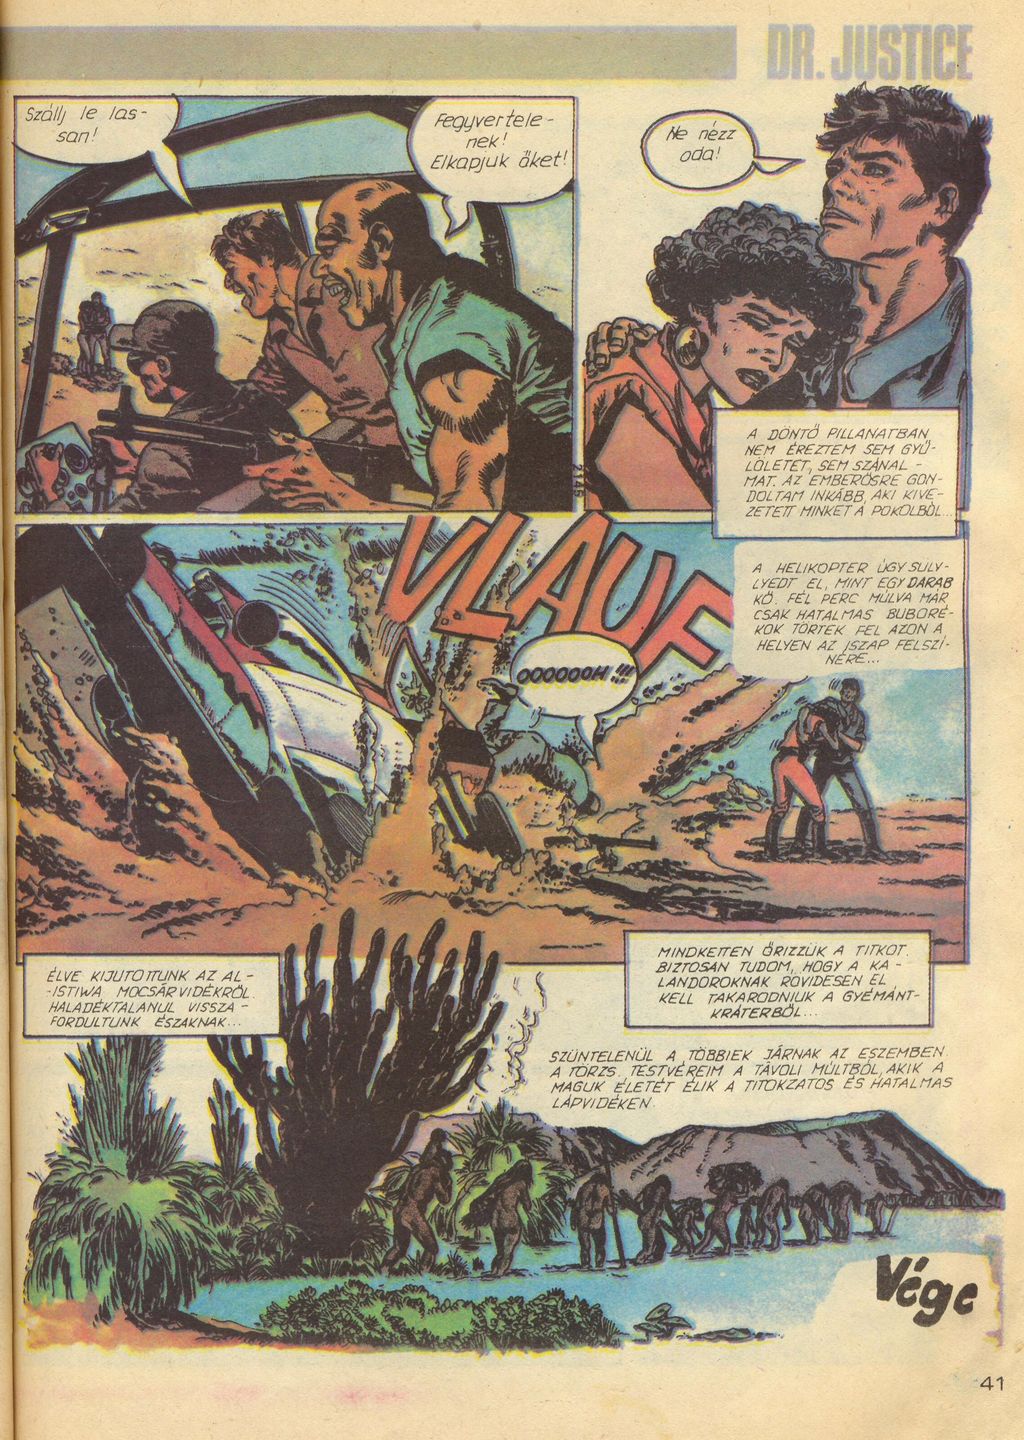 DR. JUSTICE
Szállj le las-
san!
Fegyvertele-
nek!
Elkapjuk őket!
Ne nézz
oda!
A DÖNTŐ PILLANATBAN
NEM ÉREZTEM SEM GYŰ-
LÖLETET, SEM SZÁNAL-
MAT. AZ EMBERŐSRE GON-
DOLTAM INKÁBB, AKI KIVE-
ZETETT MINKET A POKOLBÓL...
2145
VLAUF
OOOOOOH !!!
A HELIKOPTER ÚGY SÜLY-
LYEDT EL, MINT EGY DARAB
KŐ. FÉL PERC MÚLVA MÁR
CSAK HATALMAS BUBORÉ-
KOK TÖRTEK FEL AZON A
HELYEN AZ ISZAP FELSZÍ-
NÉRE...
ÉLVE KIJUTOTTUNK AZ AL-
-ISTIWA MOCSÁRVIDÉKRŐL.
HALADÉKTALANUL VISSZA-
FORDULTUNK ÉSZAKNAK...
MINDKETTEN ŐRIZZÜK A TITKOT.
BIZTOSAN TUDOM, HOGY A KA-
LANDOROKNAK RÖVIDESEN EL
KELL TAKARODNIUK A GYÉMÁNT-
KRÁTERBŐL...
SZÜNTELENÜL A TÖBBIEK JÁRNAK AZ ESZEMBEN.
A TÖRZS. TESTVÉREIM A TÁVOLI MÚLTBÓL, AKIK A
MAGUK ÉLETÉT ÉLIK A TITOKZATOS ÉS HATALMAS
LÁPVIDÉKEN.
Vége
41